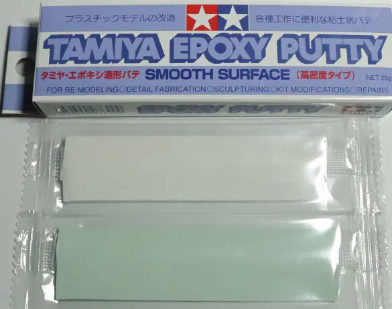 プラスチックモデルの改造
各種工作に便利な粘土状パテ
TAMIYA EPOXY PUTTY
タミヤ・エポキシ造形パテ SMOOTH SURFACE (高密度タイプ) NET 25g
FOR RE-MODELING○DETAIL FABRICATION○SCULPTURING○KIT MODIFICATIONS○REPAIRS